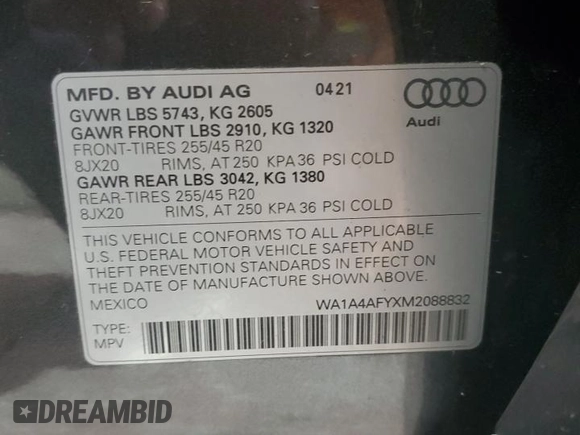 MFD. BY AUDI AG 0421
GVWR LBS 5743, KG 2605
GAWR FRONT LBS 2910, KG 1320
FRONT-TIRES 255/45 R20
8JX20 RIMS, AT 250 KPA 36 PSI COLD
GAWR REAR LBS 3042, KG 1380
REAR-TIRES 255/45 R20
8JX20 RIMS, AT 250 KPA 36 PSI COLD
Audi
THIS VEHICLE CONFORMS TO ALL APPLICABLE
U.S. FEDERAL MOTOR VEHICLE SAFETY AND
THEFT PREVENTION STANDARDS IN EFFECT ON
THE DATE OF MANUFACTURE SHOWN ABOVE.
MEXICO WA1A4AFYXM2088832
TYPE:
MPV
DREAMBID